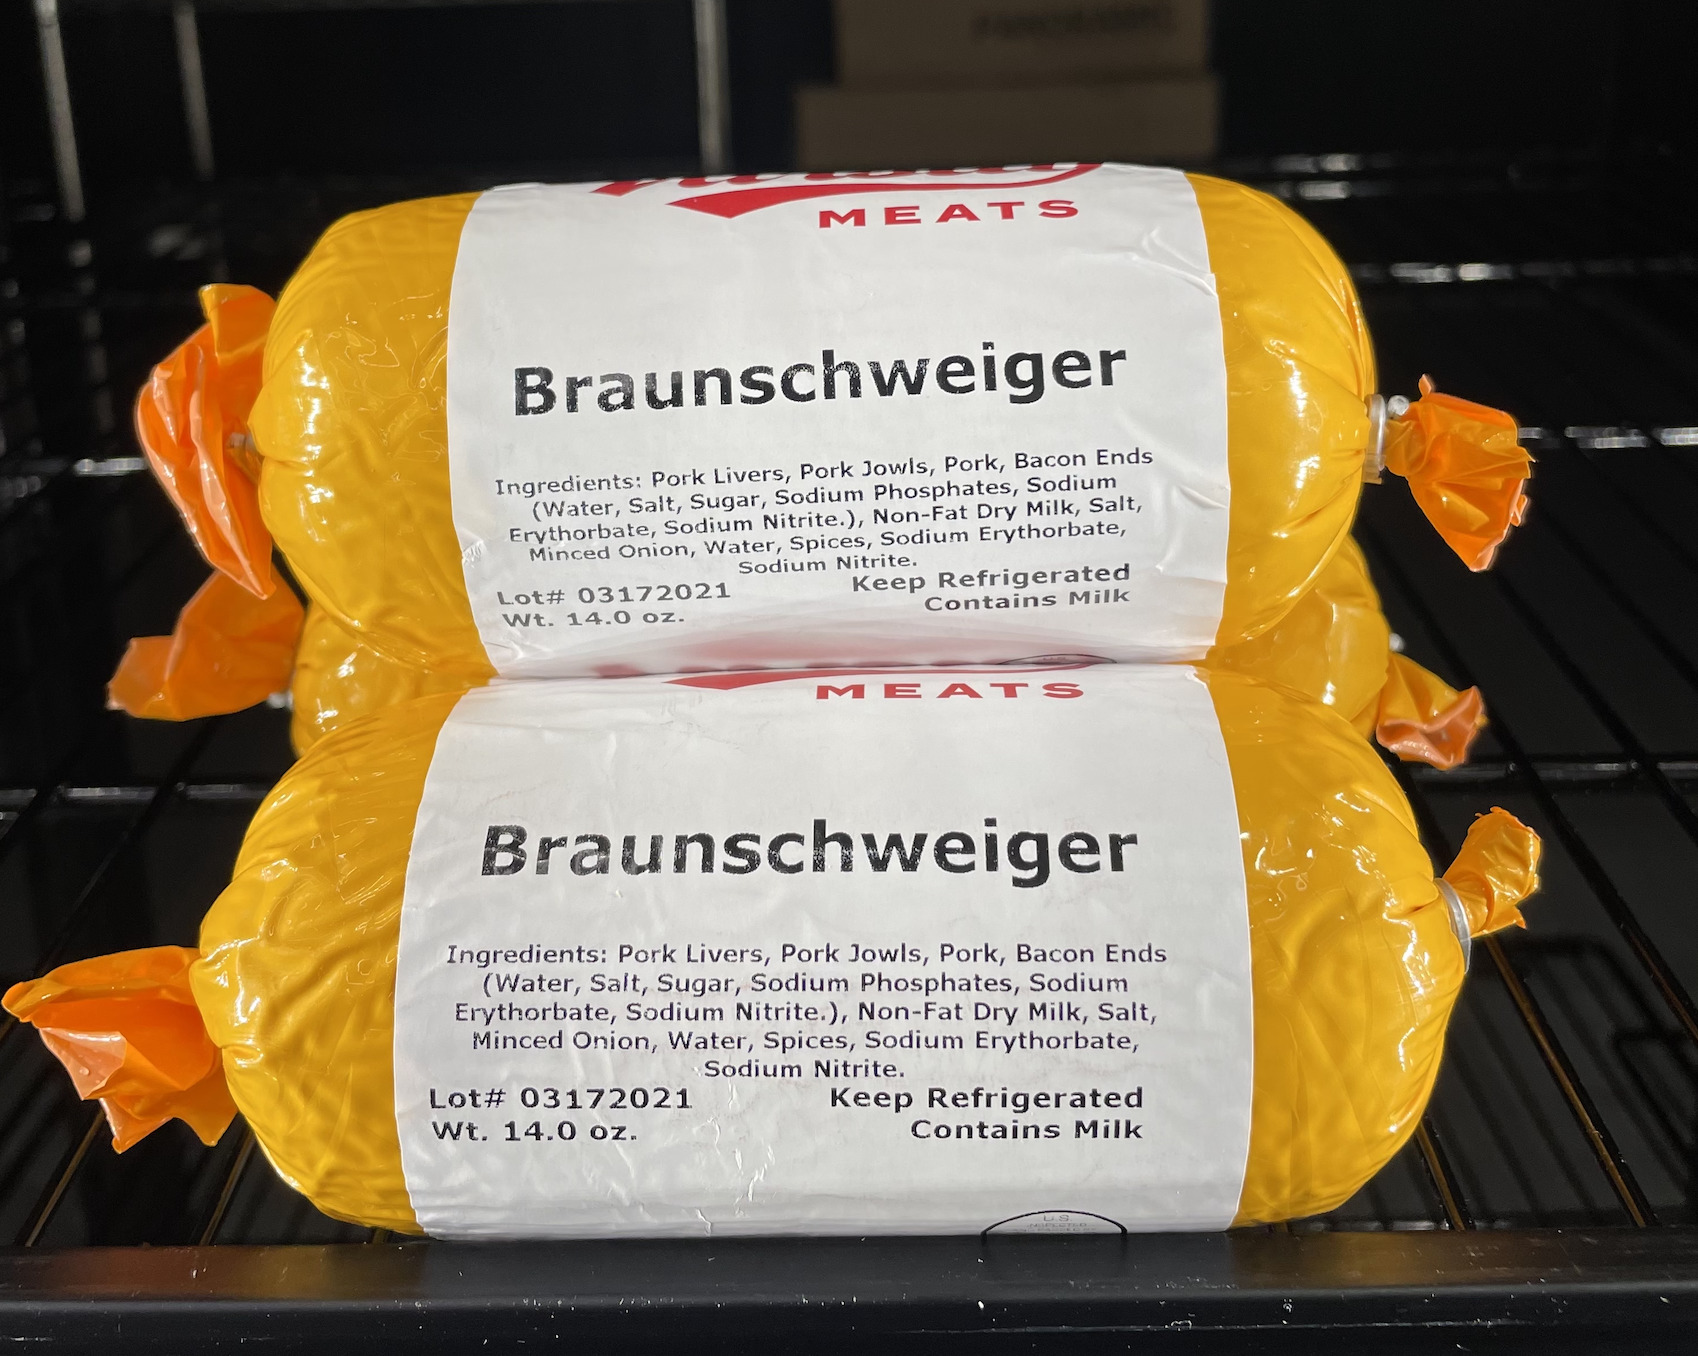 MEATS
Braunschweiger
Ingredients: Pork Livers, Pork Jowls, Pork, Bacon Ends
(Water, Salt, Sugar, Sodium Phosphates, Sodium
Erythorbate, Sodium Nitrite.), Non-Fat Dry Milk, Salt,
Minced Onion, Water, Spices, Sodium Erythorbate,
Sodium Nitrite.
Lot# 03172021 Keep Refrigerated
Wt. 14.0 oz. Contains Milk
MEATS
Braunschweiger
Ingredients: Pork Livers, Pork Jowls, Pork, Bacon Ends
(Water, Salt, Sugar, Sodium Phosphates, Sodium
Erythorbate, Sodium Nitrite.), Non-Fat Dry Milk, Salt,
Minced Onion, Water, Spices, Sodium Erythorbate,
Sodium Nitrite.
Lot# 03172021 Keep Refrigerated
Wt. 14.0 oz. Contains Milk
U.S.